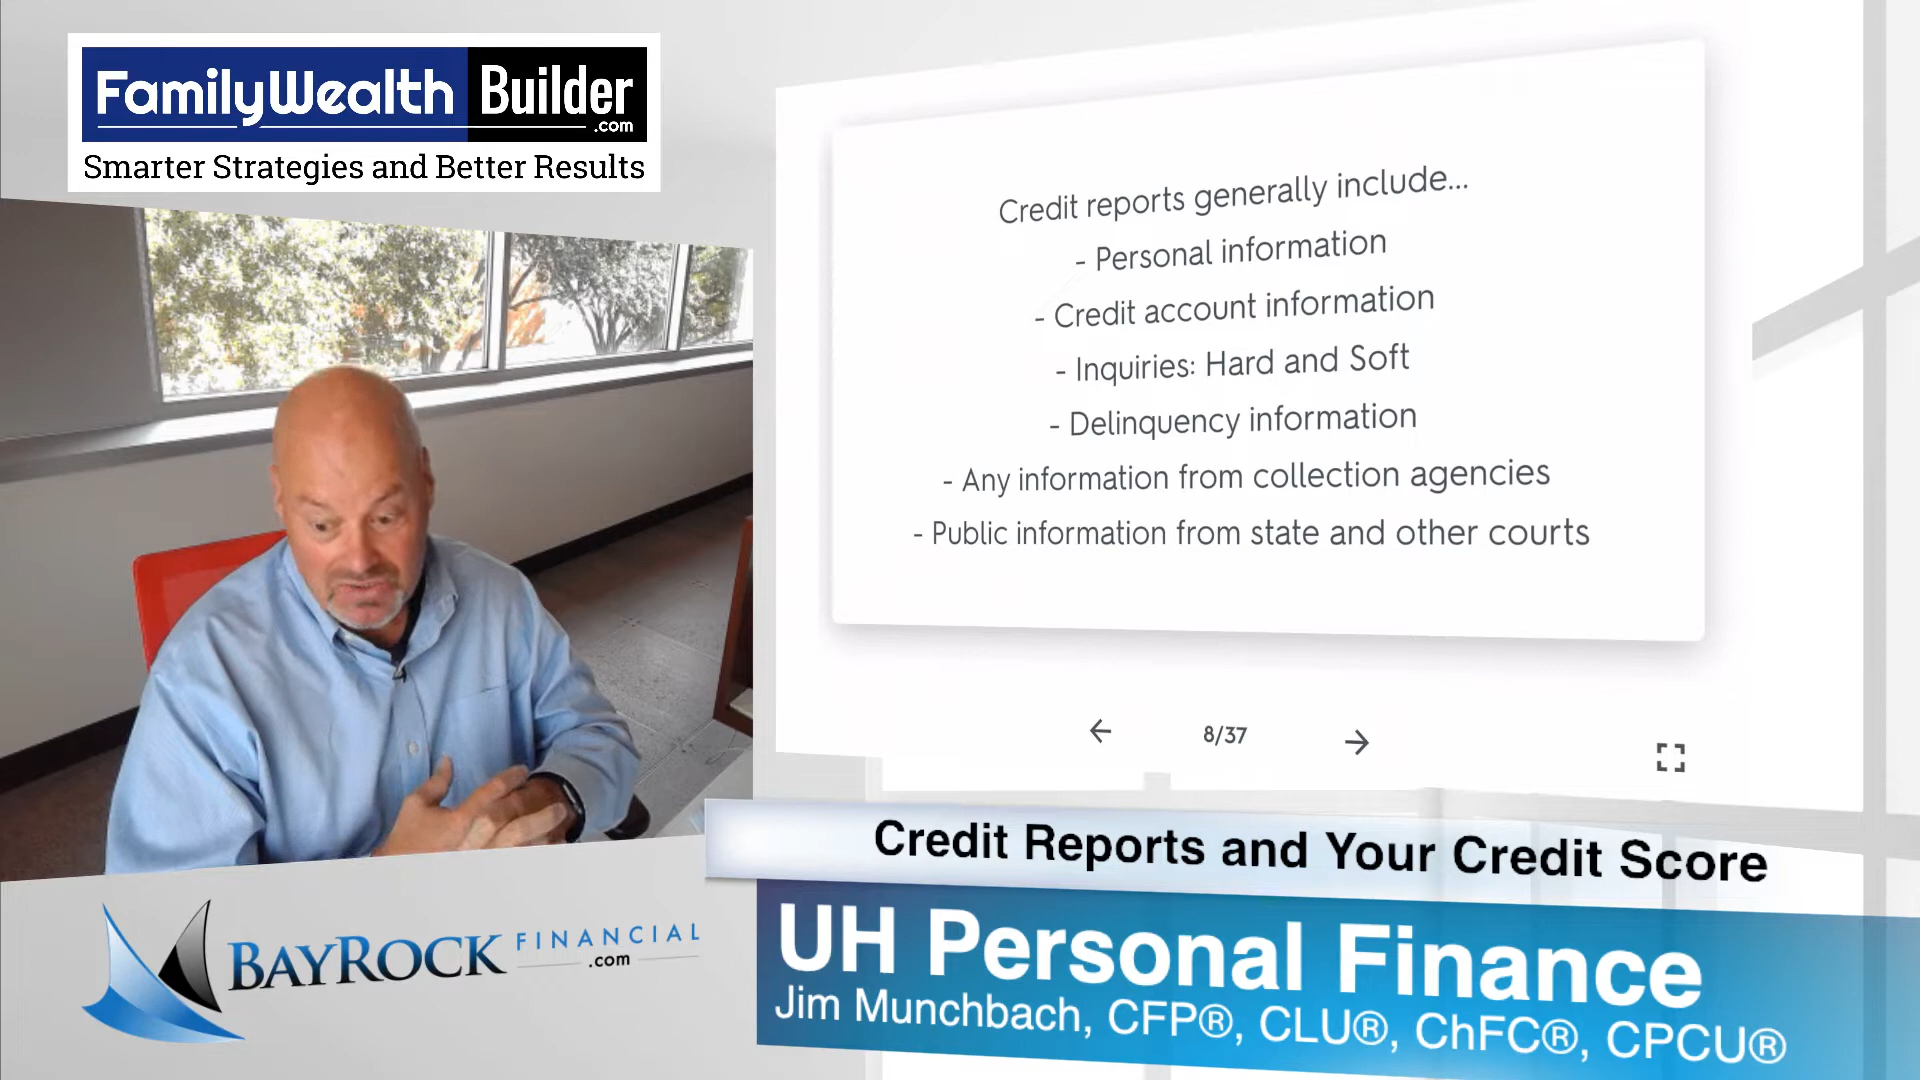 FamilyWealth Builder
.com
Smarter Strategies and Better Results
Credit reports generally include...
- Personal information
- Credit account information
- Inquiries: Hard and Soft
- Delinquency information
- Any information from collection agencies
- Public information from state and other courts
8/37
Credit Reports and Your Credit Score
UH Personal Finance
Jim Munchbach, CFP®, CLU®, ChFC®, CPCU®
BAYROCK FINANCIAL
.com